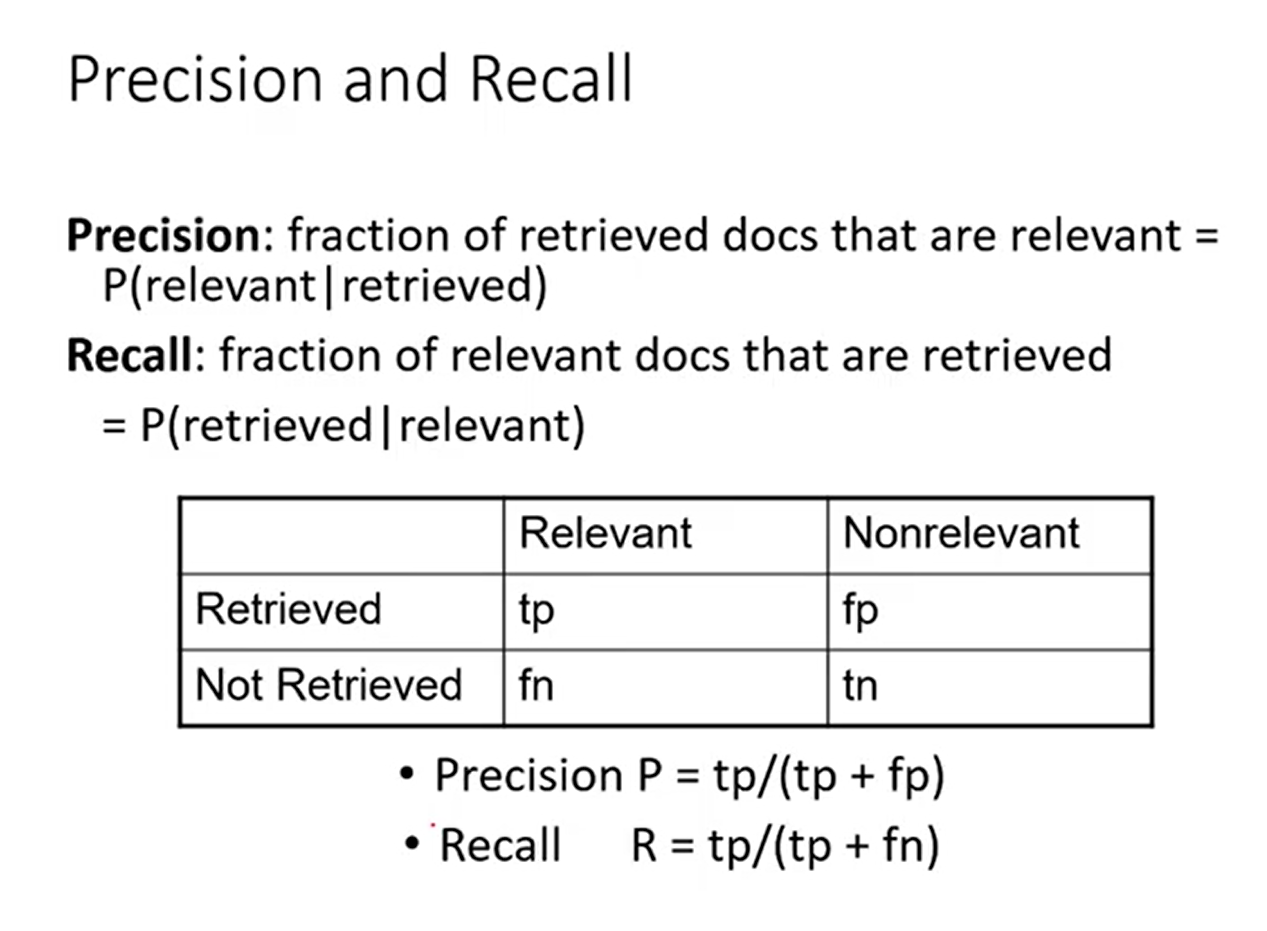 Precision and Recall
Precision: fraction of retrieved docs that are relevant =
P(relevant|retrieved)
Recall: fraction of relevant docs that are retrieved
= P(retrieved|relevant)
Relevant Nonrelevant
Retrieved tp fp
Not Retrieved fn tn
• Precision P = tp/(tp + fp)
• Recall R = tp/(tp + fn)